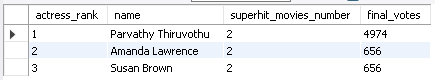 actress_rank name superhit_movies_number final_votes
1 Parvathy Thiruvothu 2 4974
2 Amanda Lawrence 2 656
3 Susan Brown 2 656